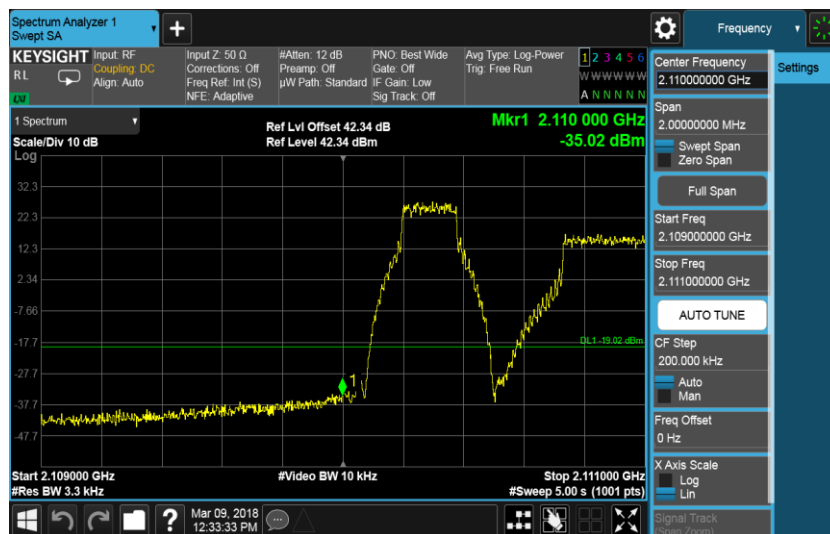 Spectrum Analyzer 1
Swept SA
Frequency
KEYSIGHT
RL
LXI
Input: RF
Coupling: DC
Align: Auto
Input Z: 50 Ω
Corrections: Off
Freq Ref: Int (S)
NFE: Adaptive
#Atten: 12 dB
Preamp: Off
µW Path: Standard
PNO: Best Wide
Gate: Off
IF Gain: Low
Sig Track: Off
Avg Type: Log-Power
Trig: Free Run
1 2 3 4 5 6
W W W W W W
A N N N N N
1 Spectrum
Scale/Div 10 dB
Log
Ref Lvl Offset 42.34 dB
Ref Level 42.34 dBm
Mkr1 2.110 000 GHz
-35.02 dBm
32.3
22.3
12.3
2.34
-7.66
-17.7
-27.7
-37.7
-47.7
DL1 -19.02 dBm
1
Start 2.109000 GHz
#Res BW 3.3 kHz
#Video BW 10 kHz
Stop 2.111000 GHz
#Sweep 5.00 s (1001 pts)
Mar 09, 2018
12:33:33 PM
?
Center Frequency
2.110000000 GHz
Span
2.00000000 MHz
Swept Span
Zero Span
Full Span
Start Freq
2.109000000 GHz
Stop Freq
2.111000000 GHz
AUTO TUNE
CF Step
200.000 kHz
Auto
Man
Freq Offset
0 Hz
X Axis Scale
Log
Lin
Signal Track
(Span Zoom)
Settings